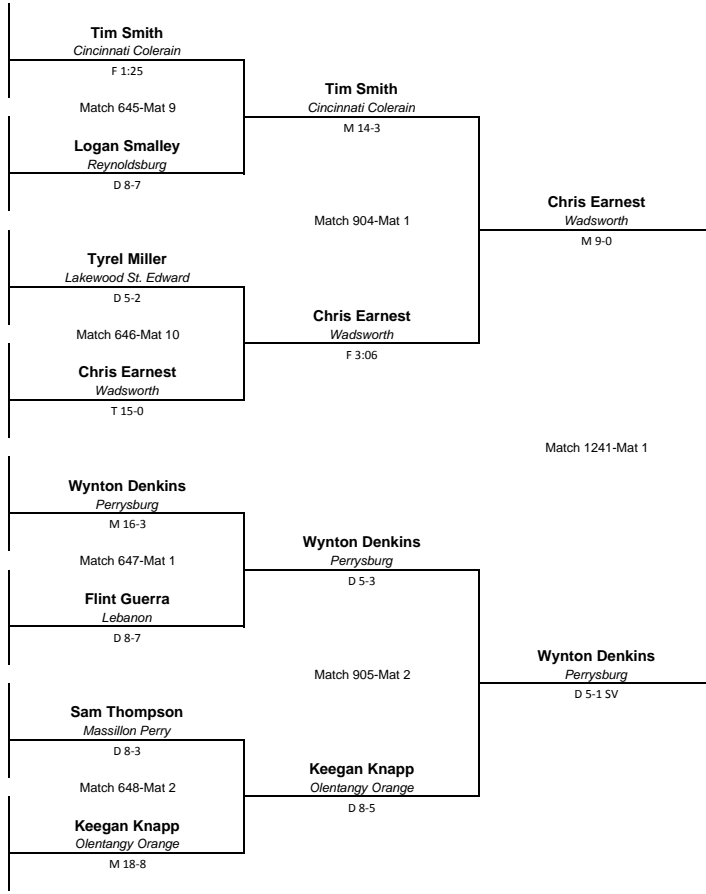 Tim Smith
Cincinnati Colerain
F 1:25
Match 645-Mat 9
Logan Smalley
Reynoldsburg
D 8-7
Tyrel Miller
Lakewood St. Edward
D 5-2
Match 646-Mat 10
Chris Earnest
Wadsworth
T 15-0
Wynton Denkins
Perrysburg
M 16-3
Match 647-Mat 1
Flint Guerra
Lebanon
D 8-7
Sam Thompson
Massillon Perry
D 8-3
Match 648-Mat 2
Keegan Knapp
Olentangy Orange
M 18-8
Tim Smith
Cincinnati Colerain
M 14-3
Match 904-Mat 1
Chris Earnest
Wadsworth
F 3:06
Wynton Denkins
Perrysburg
D 5-3
Match 905-Mat 2
Keegan Knapp
Olentangy Orange
D 8-5
Chris Earnest
Wadsworth
M 9-0
Match 1241-Mat 1
Wynton Denkins
Perrysburg
D 5-1 SV